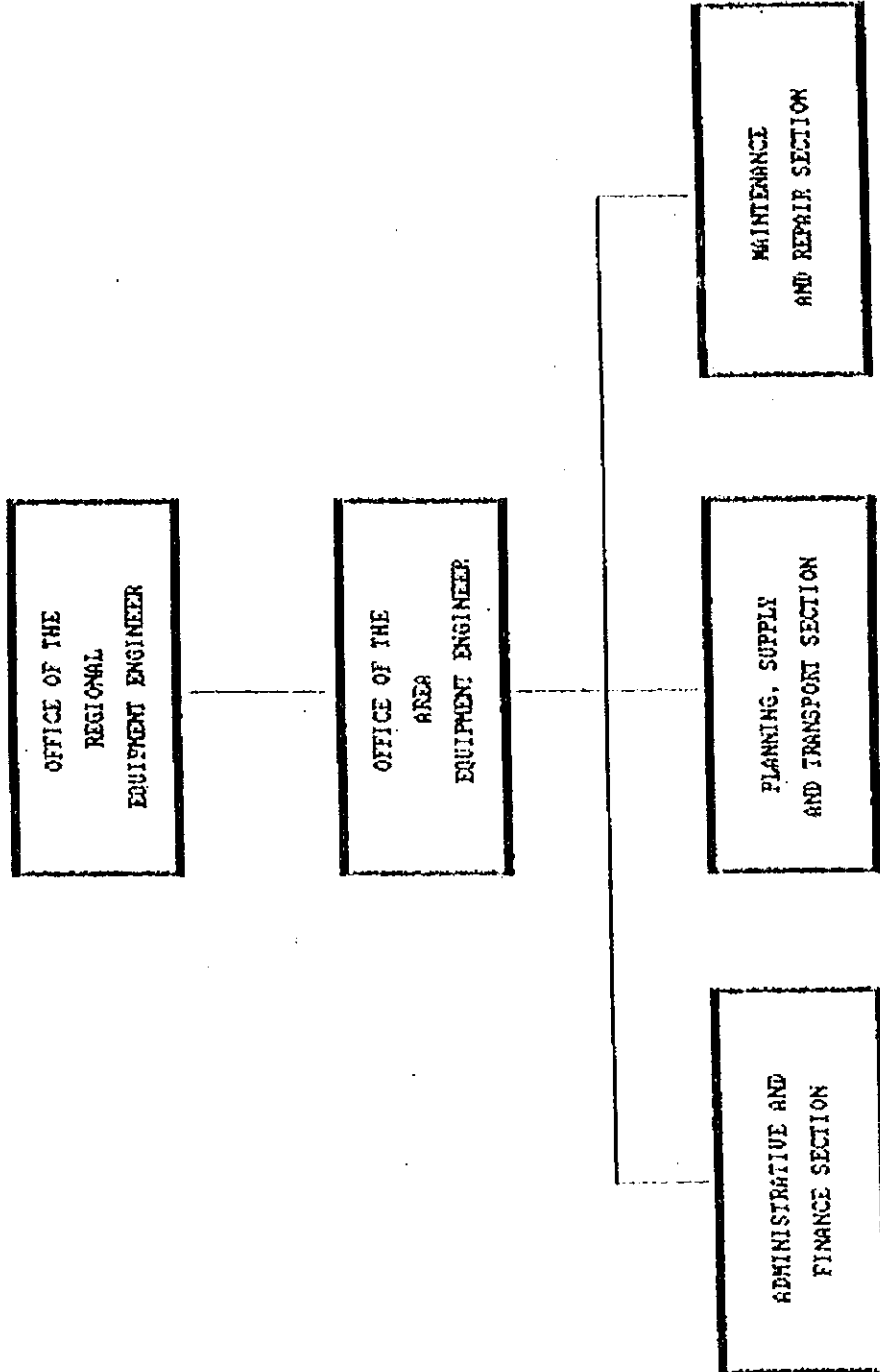 OFFICE OF THE
REGIONAL
EQUIPMENT ENGINEER
OFFICE OF THE
AREA
EQUIPMENT ENGINEER
ADMINISTRATIVE AND
FINANCE SECTION
PLANNING, SUPPLY
AND TRANSPORT SECTION
MAINTENANCE
AND REPAIR SECTION